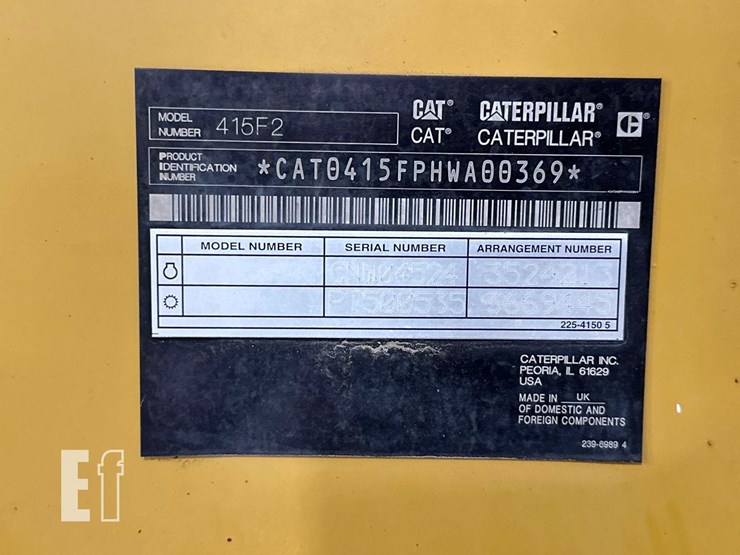 MODEL NUMBER 415F2
CAT® CATERPILLAR®
CAT® CATERPILLAR®
PRODUCT IDENTIFICATION NUMBER *CAT0415FPHWA00369*
MODEL NUMBER SERIAL NUMBER ARRANGEMENT NUMBER
3524213
225-4150 5
CATERPILLAR INC.
PEORIA, IL 61629
USA
MADE IN UK
OF DOMESTIC AND
FOREIGN COMPONENTS
239-6989 4
Ef